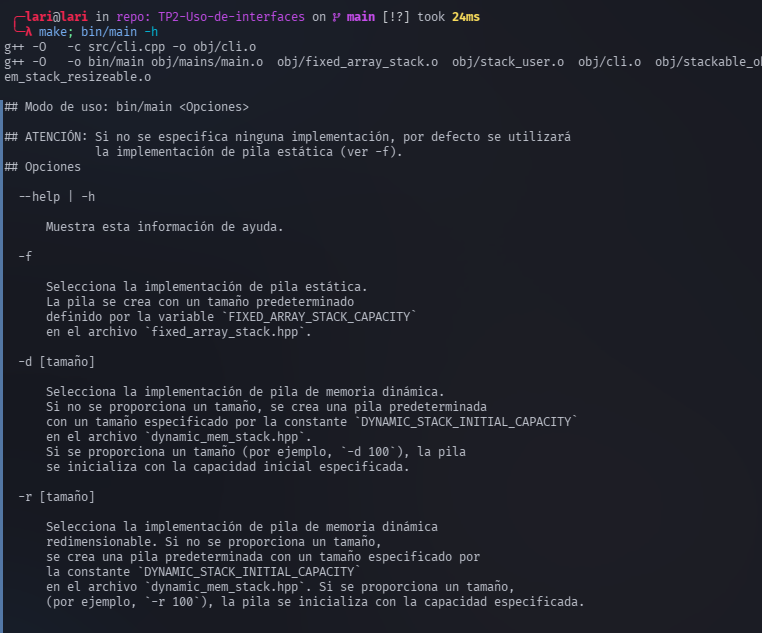 ╭─lari@lari in repo: TP2-Uso-de-interfaces on main [!?] took 24ms
╰─λ make; bin/main -h
g++ -O   -c src/cli.cpp -o obj/cli.o
g++ -O   -o bin/main obj/mains/main.o  obj/fixed_array_stack.o  obj/stack_user.o  obj/cli.o  obj/stackable_ob
em_stack_resizeable.o

## Modo de uso: bin/main <Opciones>

## ATENCIÓN: Si no se especifica ninguna implementación, por defecto se utilizará
             la implementación de pila estática (ver -f).
## Opciones

  --help | -h

      Muestra esta información de ayuda.

  -f

      Selecciona la implementación de pila estática.
      La pila se crea con un tamaño predeterminado
      definido por la variable `FIXED_ARRAY_STACK_CAPACITY`
      en el archivo `fixed_array_stack.hpp`.

  -d [tamaño]

      Selecciona la implementación de pila de memoria dinámica.
      Si no se proporciona un tamaño, se crea una pila predeterminada
      con un tamaño especificado por la constante `DYNAMIC_STACK_INITIAL_CAPACITY`
      en el archivo `dynamic_mem_stack.hpp`.
      Si se proporciona un tamaño (por ejemplo, `-d 100`), la pila
      se inicializa con la capacidad inicial especificada.

  -r [tamaño]

      Selecciona la implementación de pila de memoria dinámica
      redimensionable. Si no se proporciona un tamaño,
      se crea una pila predeterminada con un tamaño especificado por
      la constante `DYNAMIC_STACK_INITIAL_CAPACITY`
      en el archivo `dynamic_mem_stack.hpp`. Si se proporciona un tamaño,
      (por ejemplo, `-r 100`), la pila se inicializa con la capacidad especificada.